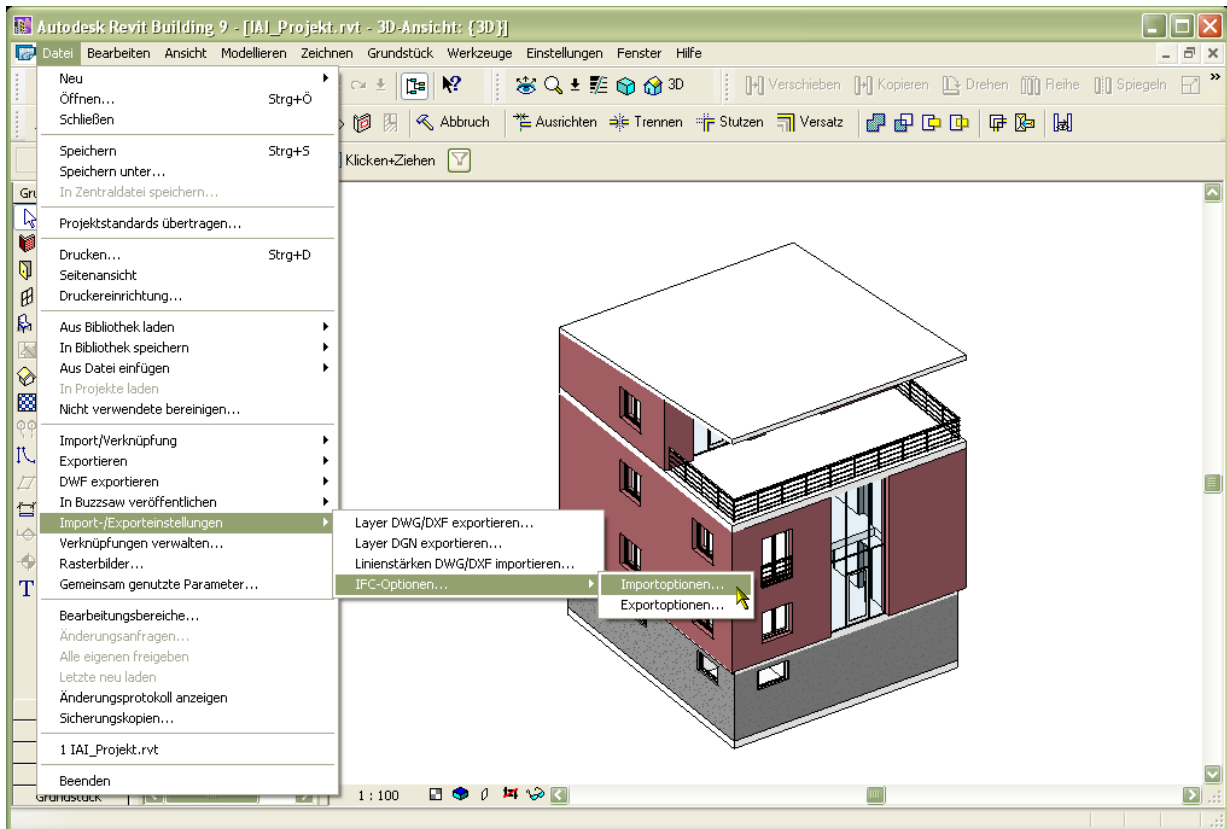 Autodesk Revit Building 9 - [IAI_Projekt.rvt - 3D-Ansicht: {3D}]
Datei Bearbeiten Ansicht Modellieren Zeichnen Grundstück Werkzeuge Einstellungen Fenster Hilfe
3D Verschieben Kopieren Drehen Reihe Spiegeln
Abbruch Ausrichten Trennen Stutzen Versatz
Klicken+Ziehen
Neu
Öffnen... Strg+Ö
Schließen
Speichern Strg+S
Speichern unter...
In Zentraldatei speichern...
Projektstandards übertragen...
Drucken... Strg+D
Seitenansicht
Druckereinrichtung...
Aus Bibliothek laden
In Bibliothek speichern
Aus Datei einfügen
In Projekte laden
Nicht verwendete bereinigen...
Import/Verknüpfung
Exportieren
DWF exportieren
In Buzzsaw veröffentlichen
Import-/Exporteinstellungen
Verknüpfungen verwalten...
Rasterbilder...
Gemeinsam genutzte Parameter...
Bearbeitungsbereiche...
Änderungsanfragen...
Alle eigenen freigeben
Letzte neu laden
Änderungsprotokoll anzeigen
Sicherungskopien...
1 IAI_Projekt.rvt
Beenden
Layer DWG/DXF exportieren...
Layer DGN exportieren...
Linienstärken DWG/DXF importieren...
IFC-Optionen...
Importoptionen...
Exportoptionen...
Grundstück
1 : 100